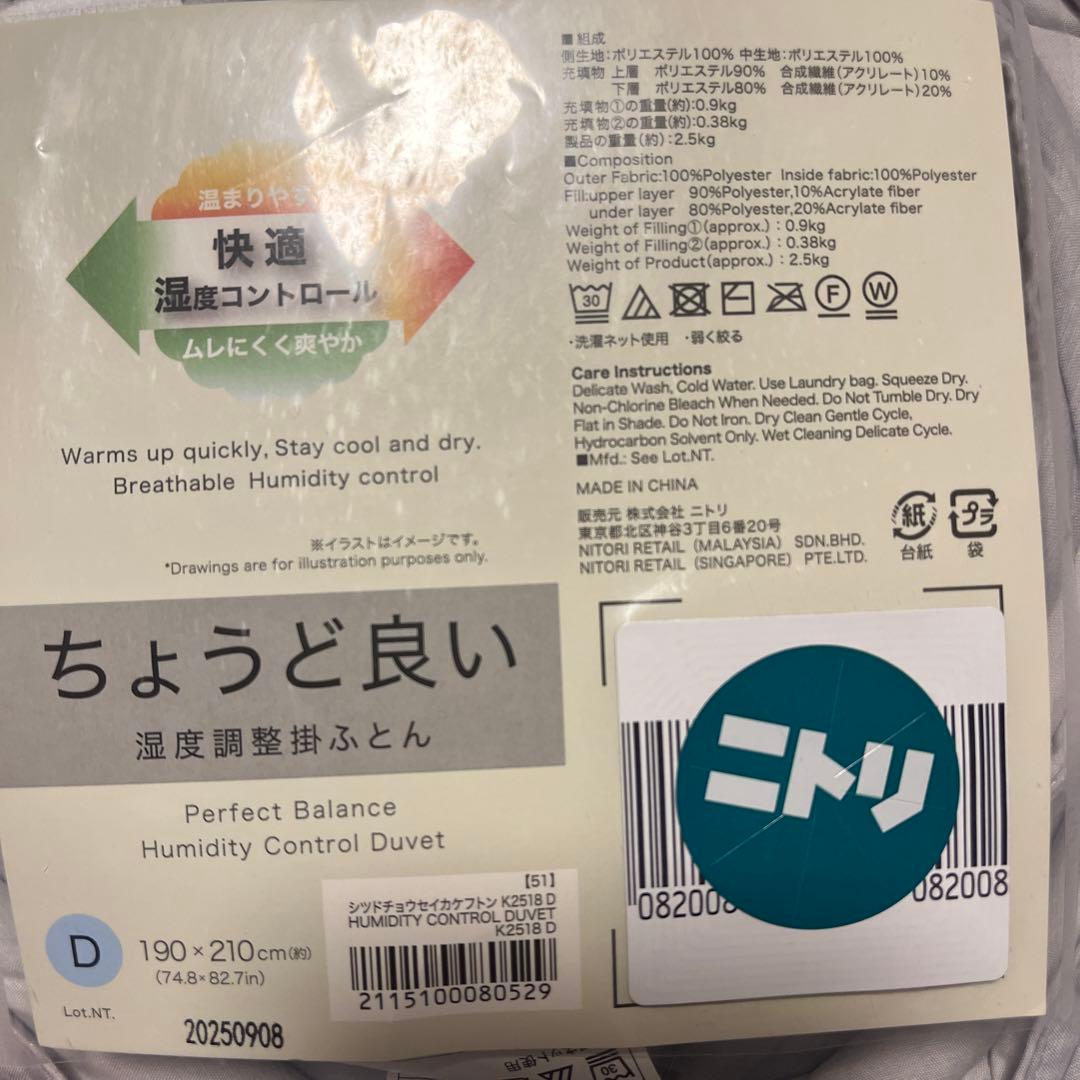 温まりやす
快適
湿度コントロール
ムレにくく爽やか
Warms up quickly, Stay cool and dry.
Breathable Humidity control
※イラストはイメージです。
*Drawings are for illustration purposes only.
ちょうど良い
湿度調整掛ふとん
Perfect Balance
Humidity Control Duvet
D
190×210cm(約)
(74.8×82.7in)
Lot.NT.
20250908
【51】
シツドチョウセイカケフトン K2518 D
HUMIDITY CONTROL DUVET
K2518 D
2115100080529
■組成
側生地:ポリエステル100% 中生地:ポリエステル100%
充填物 上層 ポリエステル90% 合成繊維(アクリレート)10%
下層 ポリエステル80% 合成繊維(アクリレート)20%
充填物①の重量(約):0.9kg
充填物②の重量(約):0.38kg
製品の重量(約):2.5kg
■Composition
Outer Fabric:100%Polyester Inside fabric:100%Polyester
Fill:upper layer 90%Polyester,10%Acrylate fiber
under layer 80%Polyester,20%Acrylate fiber
Weight of Filling①(approx.) : 0.9kg
Weight of Filling②(approx.) : 0.38kg
Weight of Product(approx.) : 2.5kg
30 F W
・洗濯ネット使用 ・弱く絞る
Care Instructions
Delicate Wash, Cold Water. Use Laundry bag. Squeeze Dry.
Non-Chlorine Bleach When Needed. Do Not Tumble Dry. Dry
Flat in Shade. Do Not Iron. Dry Clean Gentle Cycle,
Hydrocarbon Solvent Only. Wet Cleaning Delicate Cycle.
■Mfd.: See Lot.NT.
MADE IN CHINA
販売元 株式会社 ニトリ
東京都北区神谷3丁目6番20号
NITORI RETAIL (MALAYSIA) SDN.BHD.
NITORI RETAIL (SINGAPORE) PTE.LTD.
紙 プラ
台紙 袋
ニトリ
082008 082008
ネット使用
30